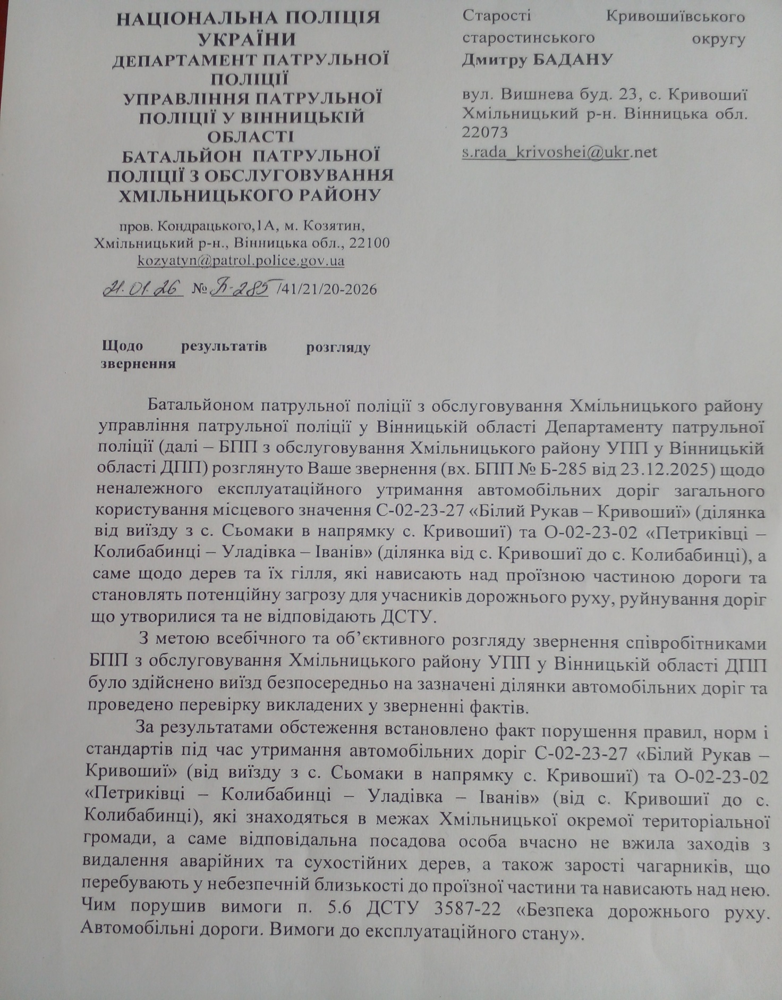 НАЦІОНАЛЬНА ПОЛІЦІЯ
УКРАЇНИ
ДЕПАРТАМЕНТ ПАТРУЛЬНОЇ
ПОЛІЦІЇ
УПРАВЛІННЯ ПАТРУЛЬНОЇ
ПОЛІЦІЇ У ВІННИЦЬКІЙ
ОБЛАСТІ
БАТАЛЬЙОН ПАТРУЛЬНОЇ
ПОЛІЦІЇ З ОБСЛУГОВУВАННЯ
ХМІЛЬНИЦЬКОГО РАЙОНУ
пров. Кондрацького,1А, м. Козятин,
Хмільницький р-н., Вінницька обл., 22100
kozyatyn@patrol.police.gov.ua
21.01.26 № Б-285 /41/21/20-2026
Старості Кривошиївського
старостинського округу
Дмитру БАДАНУ
вул. Вишнева буд. 23, с. Кривошиї
Хмільницький р-н. Вінницька обл.
22073
s.rada_krivoshei@ukr.net
Щодо результатів розгляду
звернення
Батальйоном патрульної поліції з обслуговування Хмільницького району
управління патрульної поліції у Вінницькій області Департаменту патрульної
поліції (далі – БПП з обслуговування Хмільницького району УПП у Вінницькій
області ДПП) розглянуто Ваше звернення (вх. БПП № Б-285 від 23.12.2025) щодо
неналежного експлуатаційного утримання автомобільних доріг загального
користування місцевого значення С-02-23-27 «Білий Рукав – Кривошиї» (ділянка
від виїзду з с. Сьомаки в напрямку с. Кривошиї) та О-02-23-02 «Петриківці –
Колибабинці – Уладівка – Іванів» (ділянка від с. Кривошиї до с. Колибабинці), а
саме щодо дерев та їх гілля, які нависають над проїзною частиною дороги та
становлять потенційну загрозу для учасників дорожнього руху, руйнування доріг
що утворилися та не відповідають ДСТУ.
З метою всебічного та об’єктивного розгляду звернення співробітниками
БПП з обслуговування Хмільницького району УПП у Вінницькій області ДПП
було здійснено виїзд безпосередньо на зазначені ділянки автомобільних доріг та
проведено перевірку викладених у зверненні фактів.
За результатами обстеження встановлено факт порушення правил, норм і
стандартів під час утримання автомобільних доріг С-02-23-27 «Білий Рукав –
Кривошиї» (від виїзду з с. Сьомаки в напрямку с. Кривошиї) та О-02-23-02
«Петриківці – Колибабинці – Уладівка – Іванів» (від с. Кривошиї до с.
Колибабинці), які знаходяться в межах Хмільницької окремої територіальної
громади, а саме відповідальна посадова особа вчасно не вжила заходів з
видалення аварійних та сухостійних дерев, а також зарості чагарників, що
перебувають у небезпечній близькості до проїзної частини та нависають над нею.
Чим порушив вимоги п. 5.6 ДСТУ 3587-22 «Безпека дорожнього руху.
Автомобільні дороги. Вимоги до експлуатаційного стану».